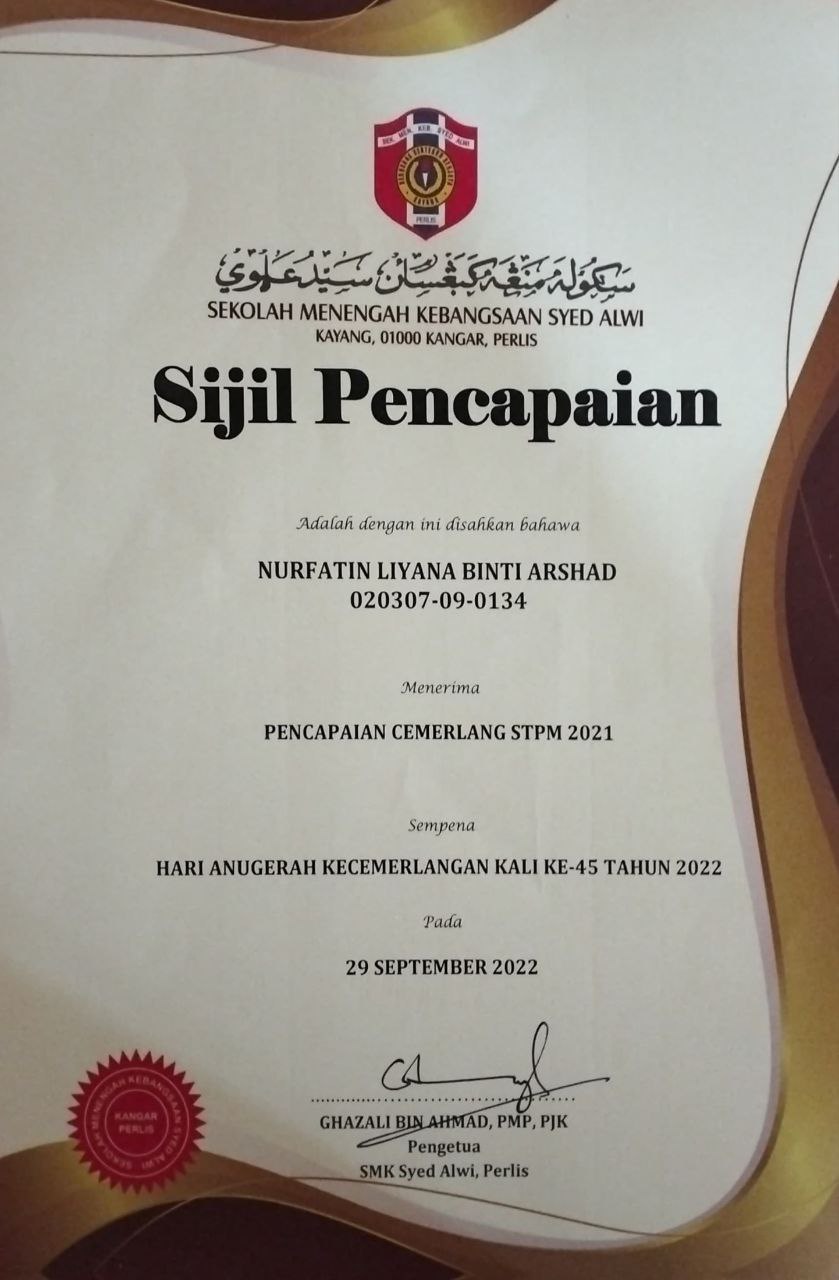 SEK. MEN. KEB. SYED ALWI
KAYANG
PERLIS
سكوله منڠه كبڠسان سيد علوي
SEKOLAH MENENGAH KEBANGSAAN SYED ALWI
KAYANG, 01000 KANGAR, PERLIS
Sijil Pencapaian
Adalah dengan ini disahkan bahawa
NURFATIN LIYANA BINTI ARSHAD
020307-09-0134
Menerima
PENCAPAIAN CEMERLANG STPM 2021
Sempena
HARI ANUGERAH KECEMERLANGAN KALI KE-45 TAHUN 2022
Pada
29 SEPTEMBER 2022
GHAZALI BIN AHMAD, PMP, PJK
Pengetua
SMK Syed Alwi, Perlis
SEKOLAH MENENGAH KEBANGSAAN SYED ALWI
KANGAR
PERLIS